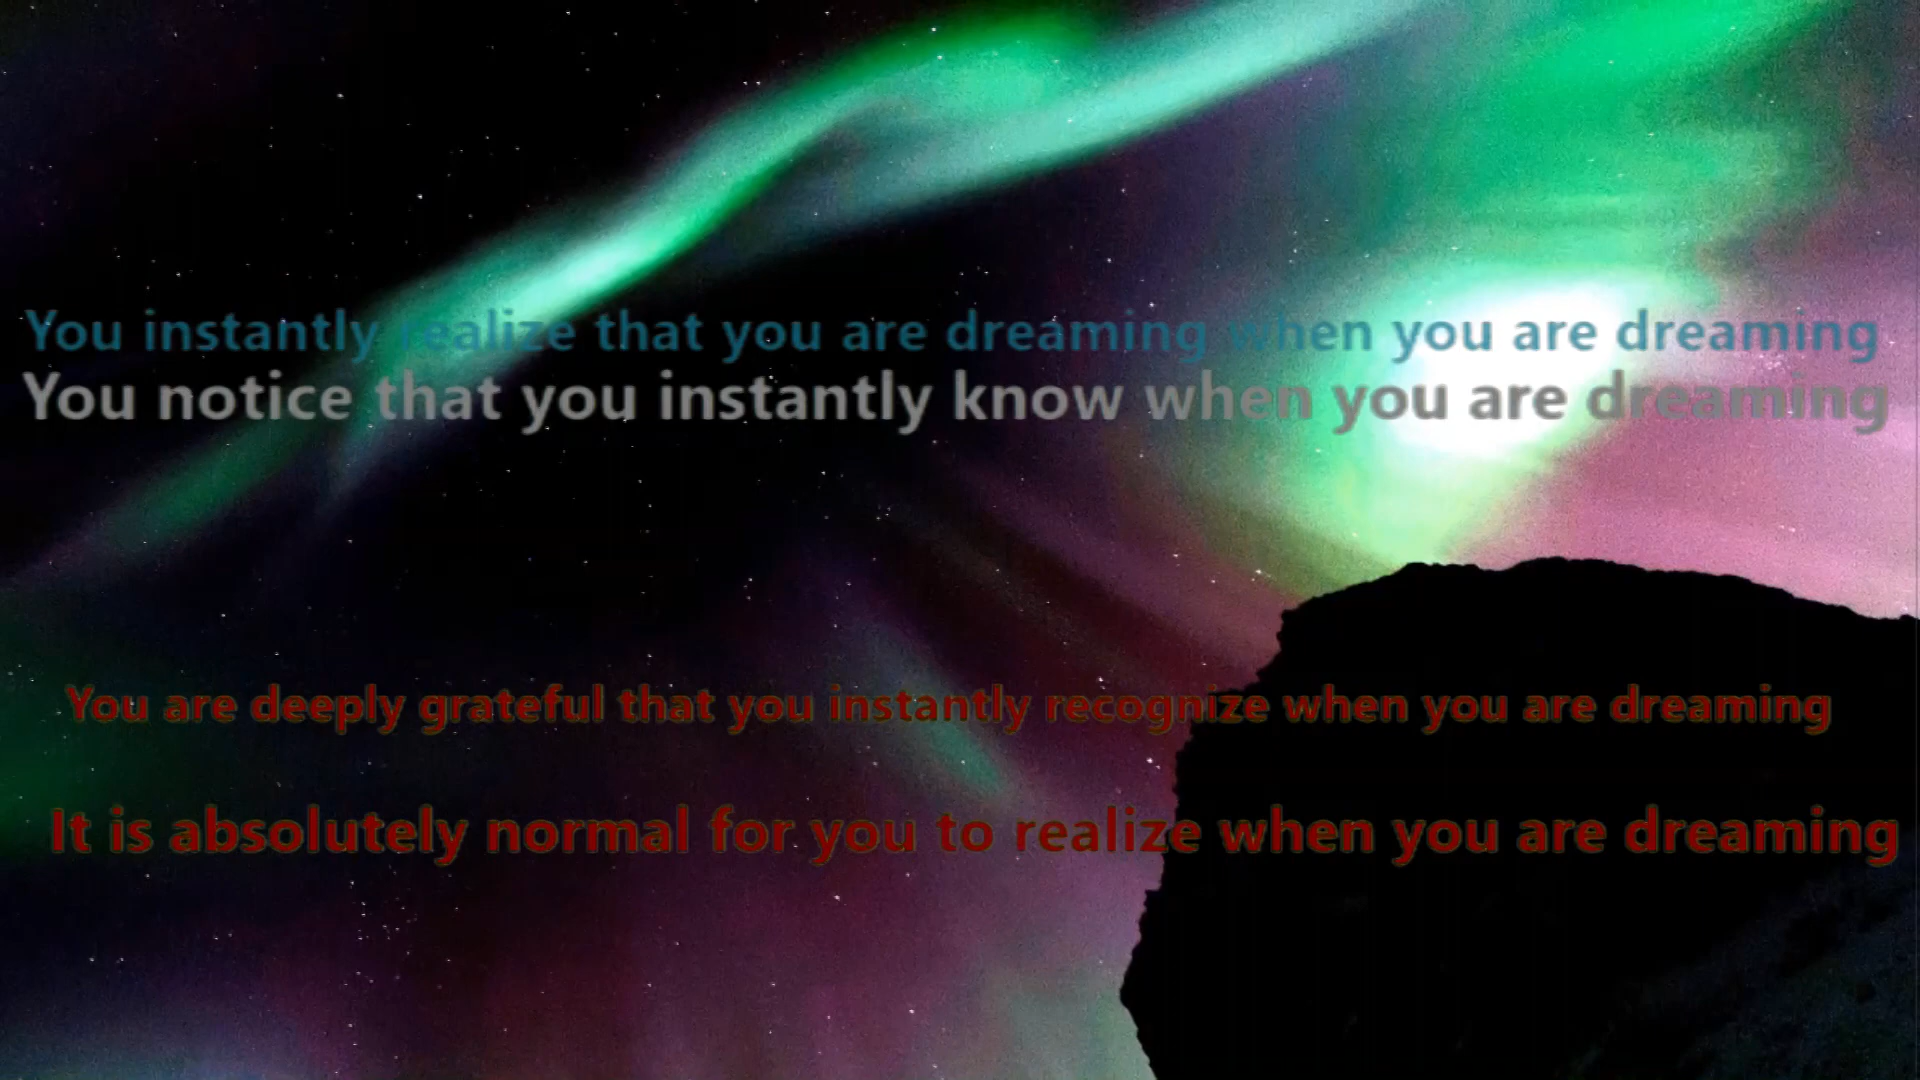 You instantly realize that you are dreaming when you are dreaming
You notice that you instantly know when you are dreaming
You are deeply grateful that you instantly recognize when you are dreaming
It is absolutely normal for you to realize when you are dreaming